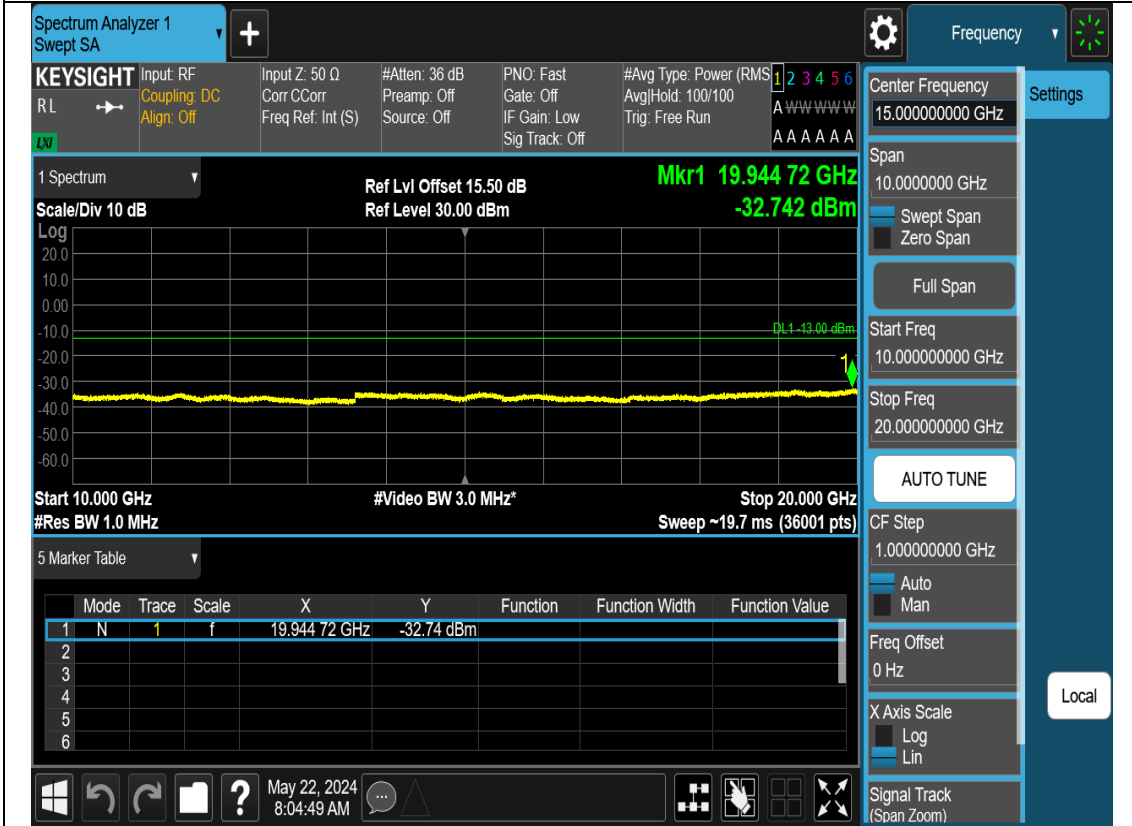 Spectrum Analyzer 1
Swept SA
+
Frequency
KEYSIGHT
RL
LXI
Input: RF
Coupling: DC
Align: Off
Input Z: 50 Ω
Corr CCorr
Freq Ref: Int (S)
#Atten: 36 dB
Preamp: Off
Source: Off
PNO: Fast
Gate: Off
IF Gain: Low
Sig Track: Off
#Avg Type: Power (RMS
Avg|Hold: 100/100
Trig: Free Run
1 2 3 4 5 6
A W W W W W
A A A A A A
1 Spectrum
Scale/Div 10 dB
Ref Lvl Offset 15.50 dB
Ref Level 30.00 dBm
Mkr1 19.944 72 GHz
-32.742 dBm
Log
20.0
10.0
0.00
-10.0
-20.0
-30.0
-40.0
-50.0
-60.0
DL1 -13.00 dBm
1
Start 10.000 GHz
#Video BW 3.0 MHz*
Stop 20.000 GHz
#Res BW 1.0 MHz
Sweep ~19.7 ms (36001 pts)
5 Marker Table
Mode Trace Scale X Y Function Function Width Function Value
1 N 1 f 19.944 72 GHz -32.74 dBm
2
3
4
5
6
?
May 22, 2024
8:04:49 AM
Center Frequency
15.000000000 GHz
Span
10.0000000 GHz
Swept Span
Zero Span
Full Span
Start Freq
10.000000000 GHz
Stop Freq
20.000000000 GHz
AUTO TUNE
CF Step
1.000000000 GHz
Auto
Man
Freq Offset
0 Hz
X Axis Scale
Log
Lin
Signal Track
(Span Zoom)
Settings
Local